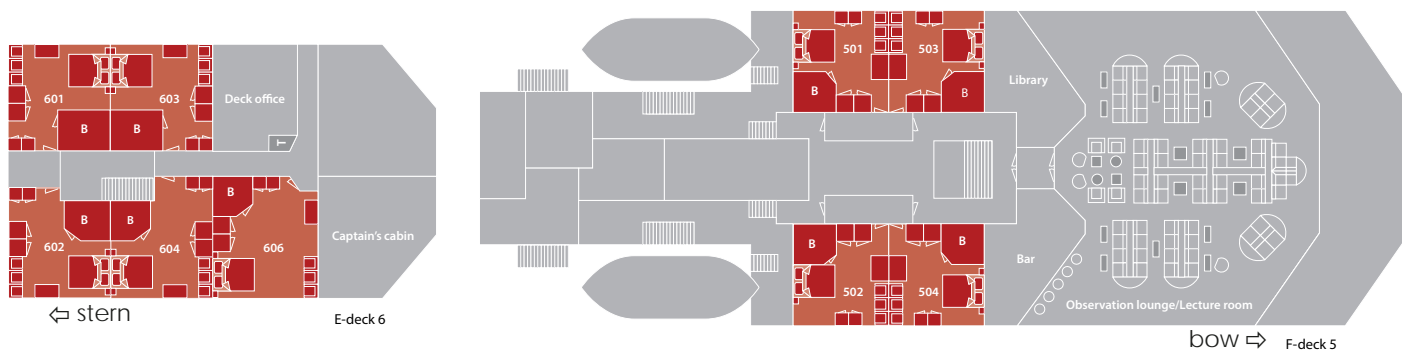 601
603
Deck office
T
B
B
B
B
B
602
604
606
Captain's cabin
⇦ stern
E-deck 6
501
503
B
B
Library
B
B
502
504
Bar
Observation lounge/Lecture room
bow ⇨
F-deck 5